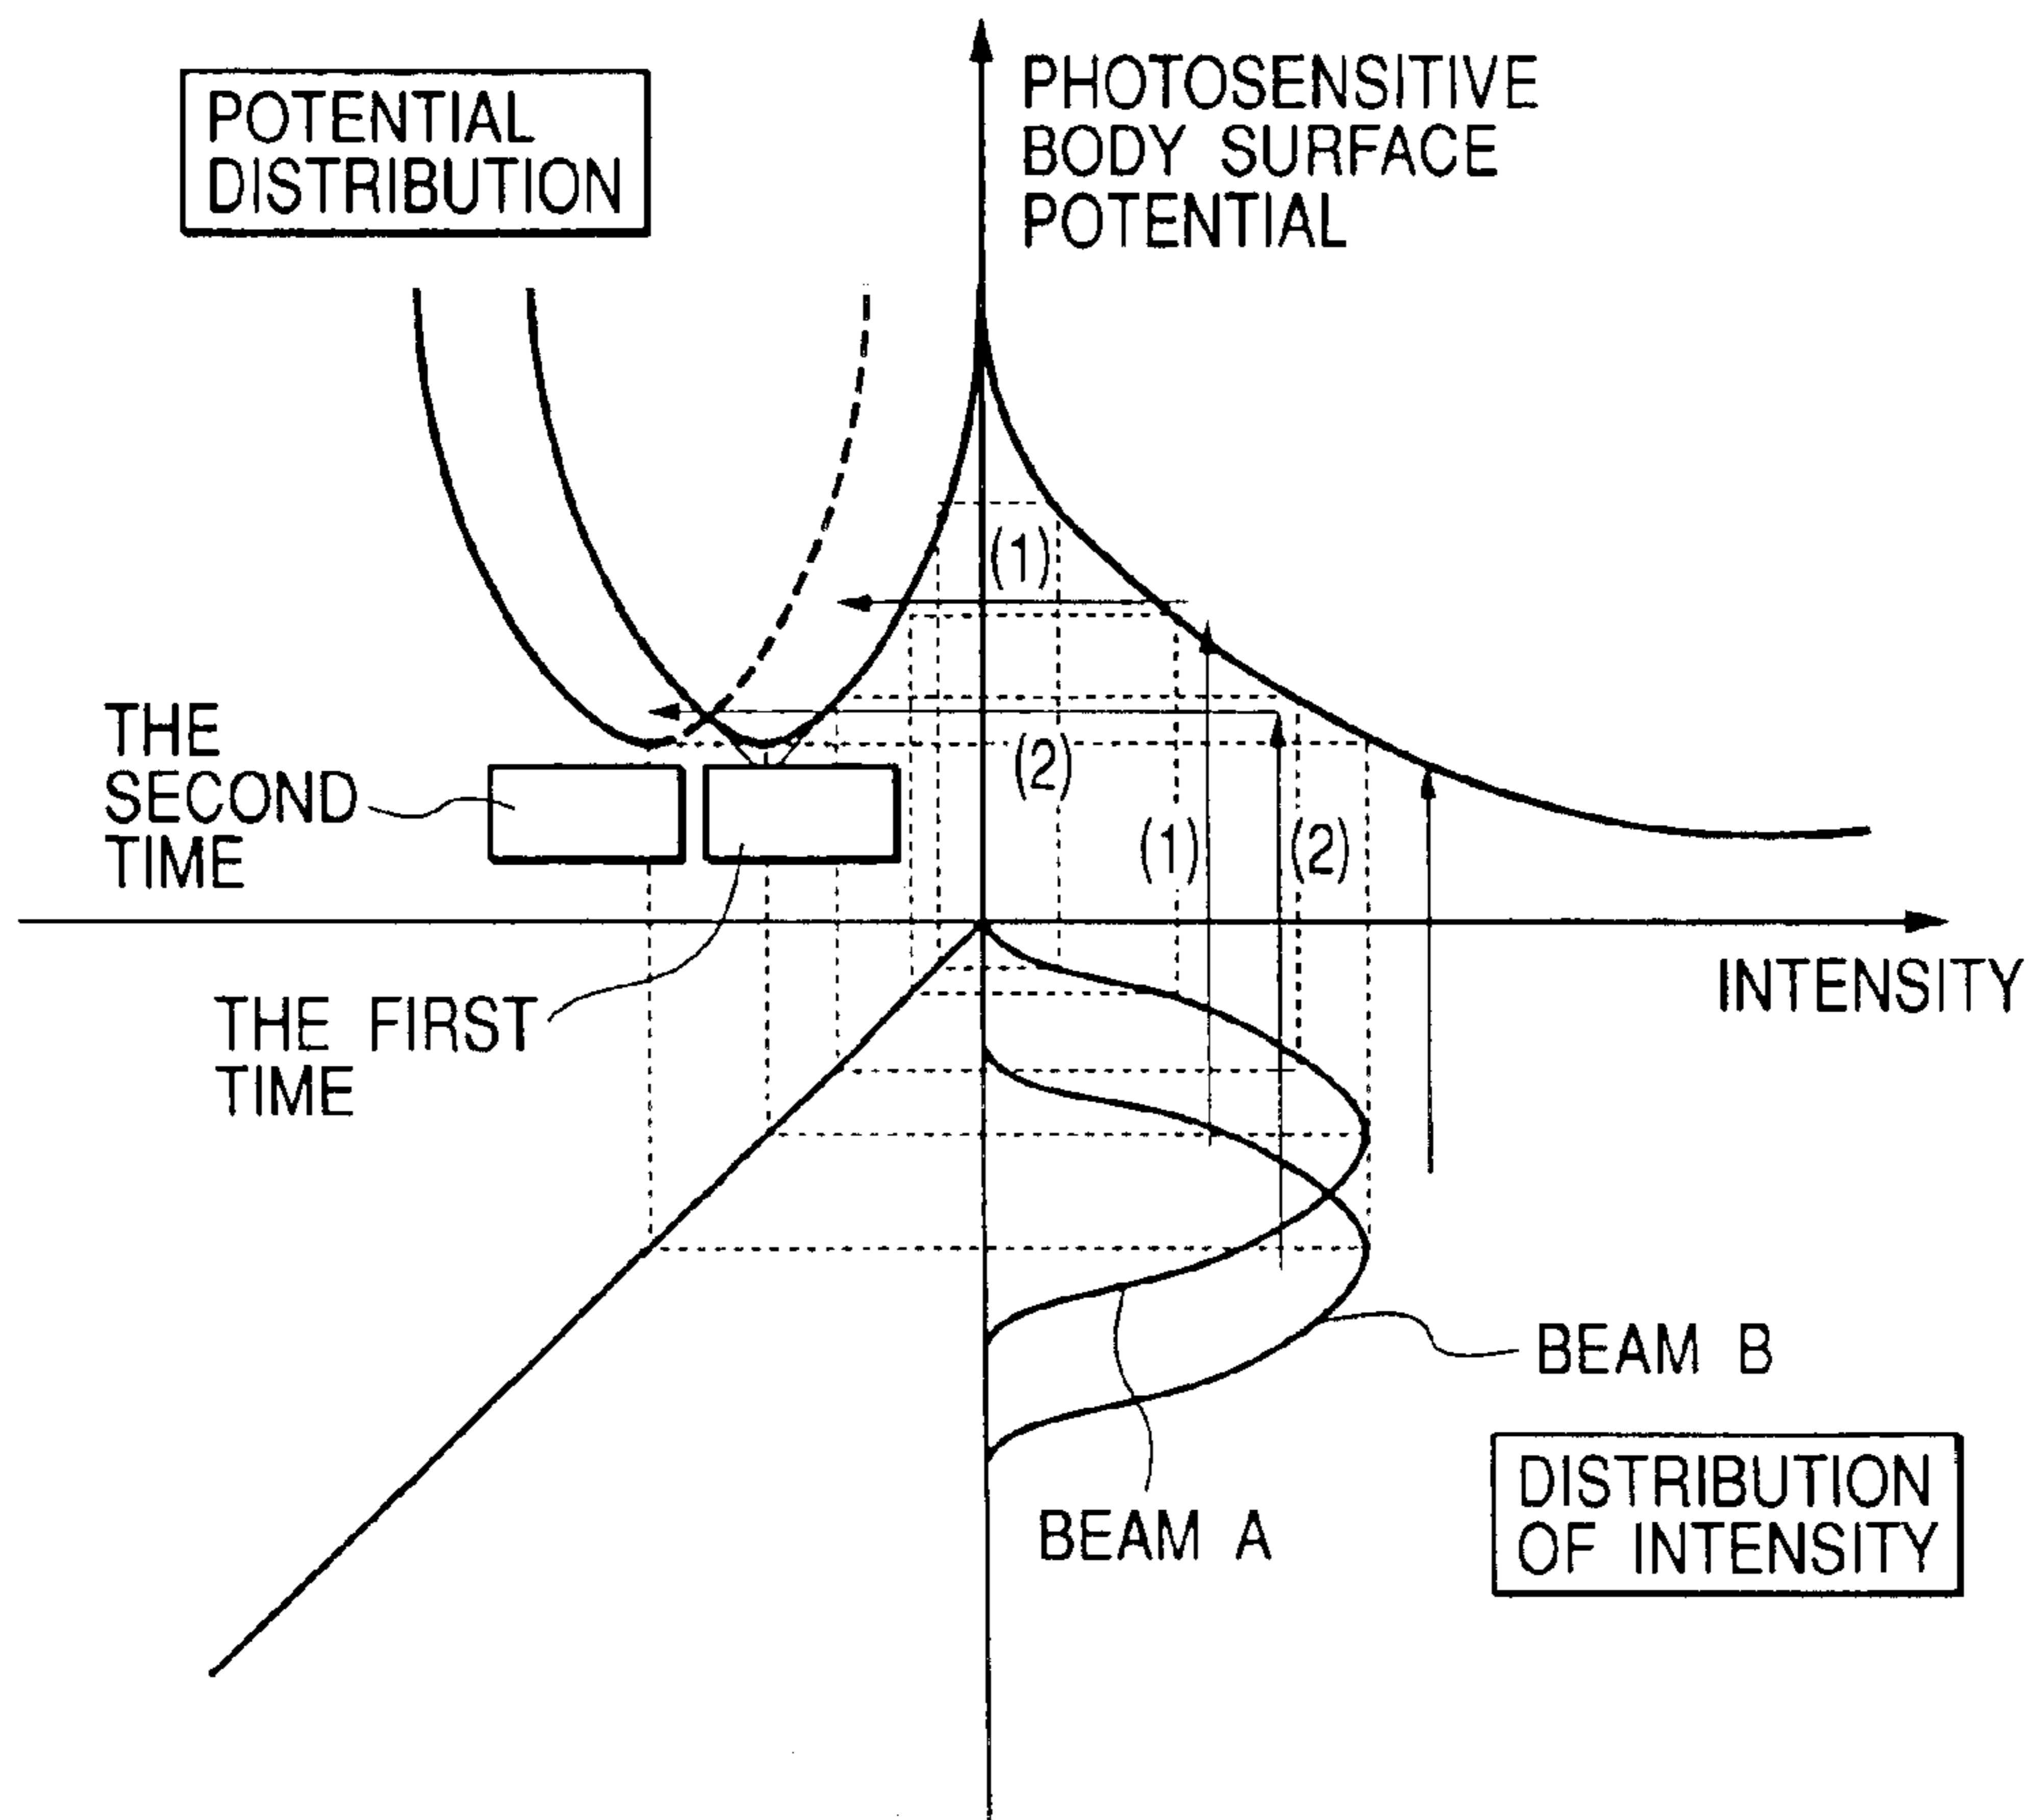 POTENTIAL
DISTRIBUTION
PHOTOSENSITIVE
BODY SURFACE
POTENTIAL
(1)
(2)
(1)
(2)
THE
SECOND
TIME
THE FIRST
TIME
INTENSITY
BEAM B
BEAM A
DISTRIBUTION
OF INTENSITY